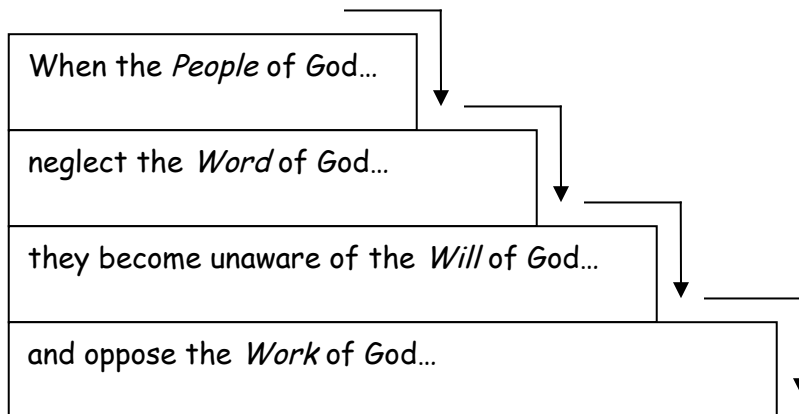 When the People of God…
neglect the Word of God…
they become unaware of the Will of God…
and oppose the Work of God…